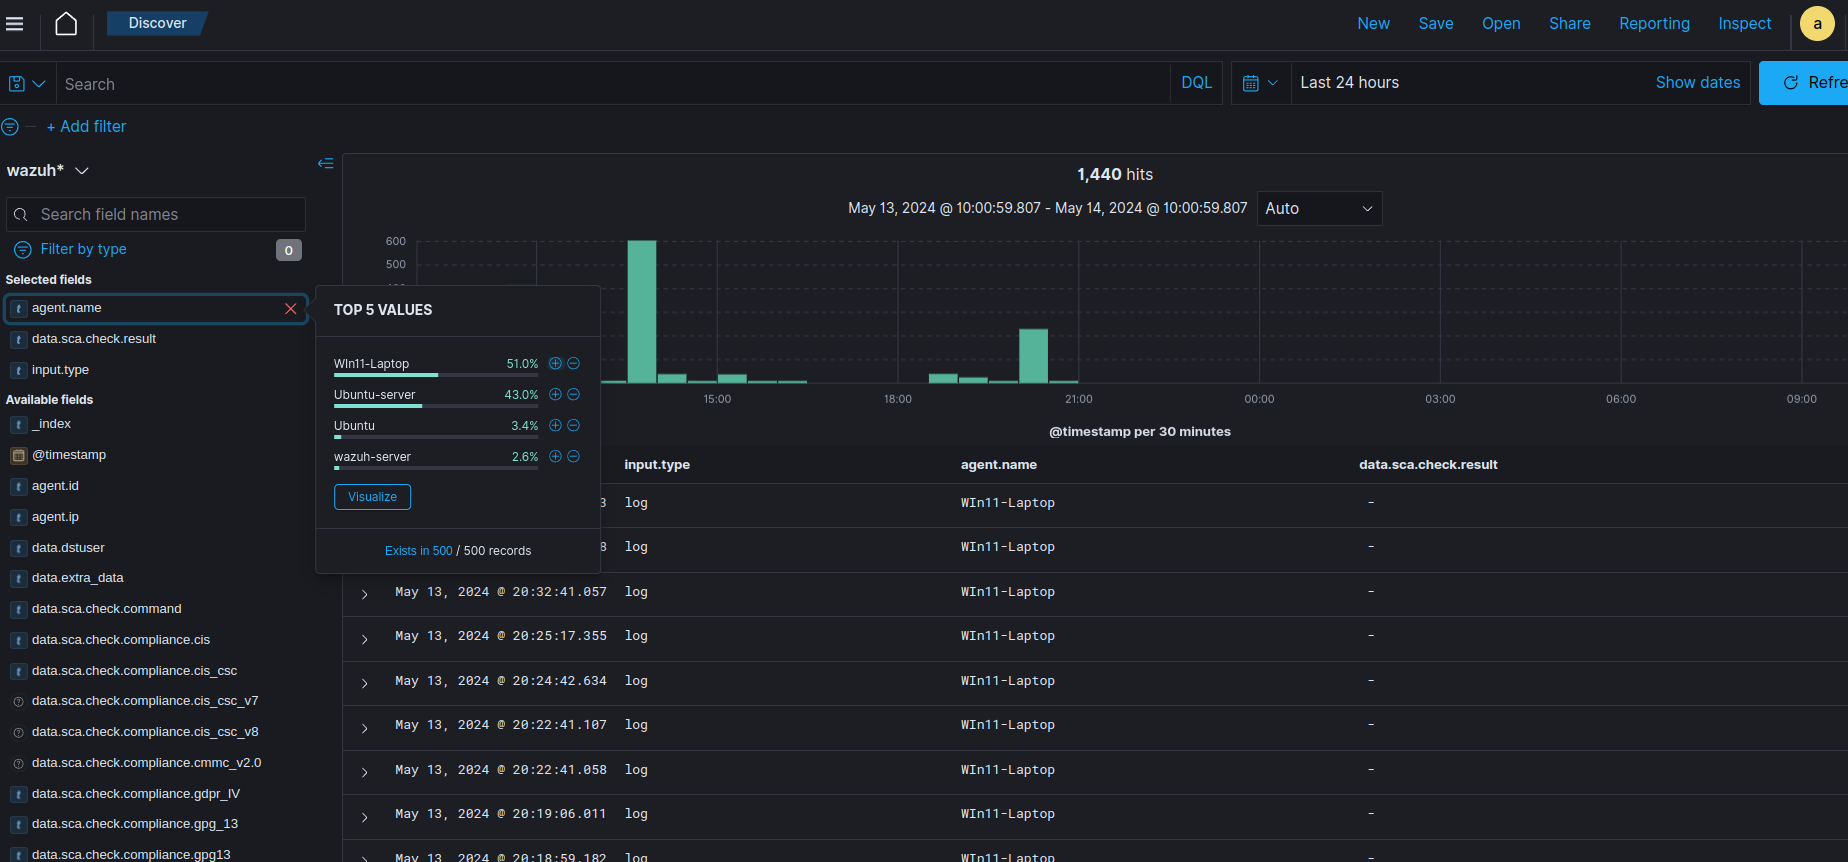 Discover New Save Open Share Reporting Inspect a
Search DQL Last 24 hours Show dates Refre
+ Add filter
wazuh*
Search field names
Filter by type 0
Selected fields
agent.name
data.sca.check.result
input.type
Available fields
_index
@timestamp
agent.id
agent.ip
data.dstuser
data.extra_data
data.sca.check.command
data.sca.check.compliance.cis
data.sca.check.compliance.cis_csc
data.sca.check.compliance.cis_csc_v7
data.sca.check.compliance.cis_csc_v8
data.sca.check.compliance.cmmc_v2.0
data.sca.check.compliance.gdpr_IV
data.sca.check.compliance.gpg_13
data.sca.check.compliance.gpg13
TOP 5 VALUES
WIn11-Laptop 51.0%
Ubuntu-server 43.0%
Ubuntu 3.4%
wazuh-server 2.6%
Visualize
Exists in 500 / 500 records
1,440 hits
May 13, 2024 @ 10:00:59.807 - May 14, 2024 @ 10:00:59.807 Auto
600
500
15:00 18:00 21:00 00:00 03:00 06:00 09:00
@timestamp per 30 minutes
input.type agent.name data.sca.check.result
3 log WIn11-Laptop -
8 log WIn11-Laptop -
May 13, 2024 @ 20:32:41.057 log WIn11-Laptop -
May 13, 2024 @ 20:25:17.355 log WIn11-Laptop -
May 13, 2024 @ 20:24:42.634 log WIn11-Laptop -
May 13, 2024 @ 20:22:41.107 log WIn11-Laptop -
May 13, 2024 @ 20:22:41.058 log WIn11-Laptop -
May 13, 2024 @ 20:19:06.011 log WIn11-Laptop -
May 13, 2024 @ 20:18:59.182 log WIn11-Laptop -